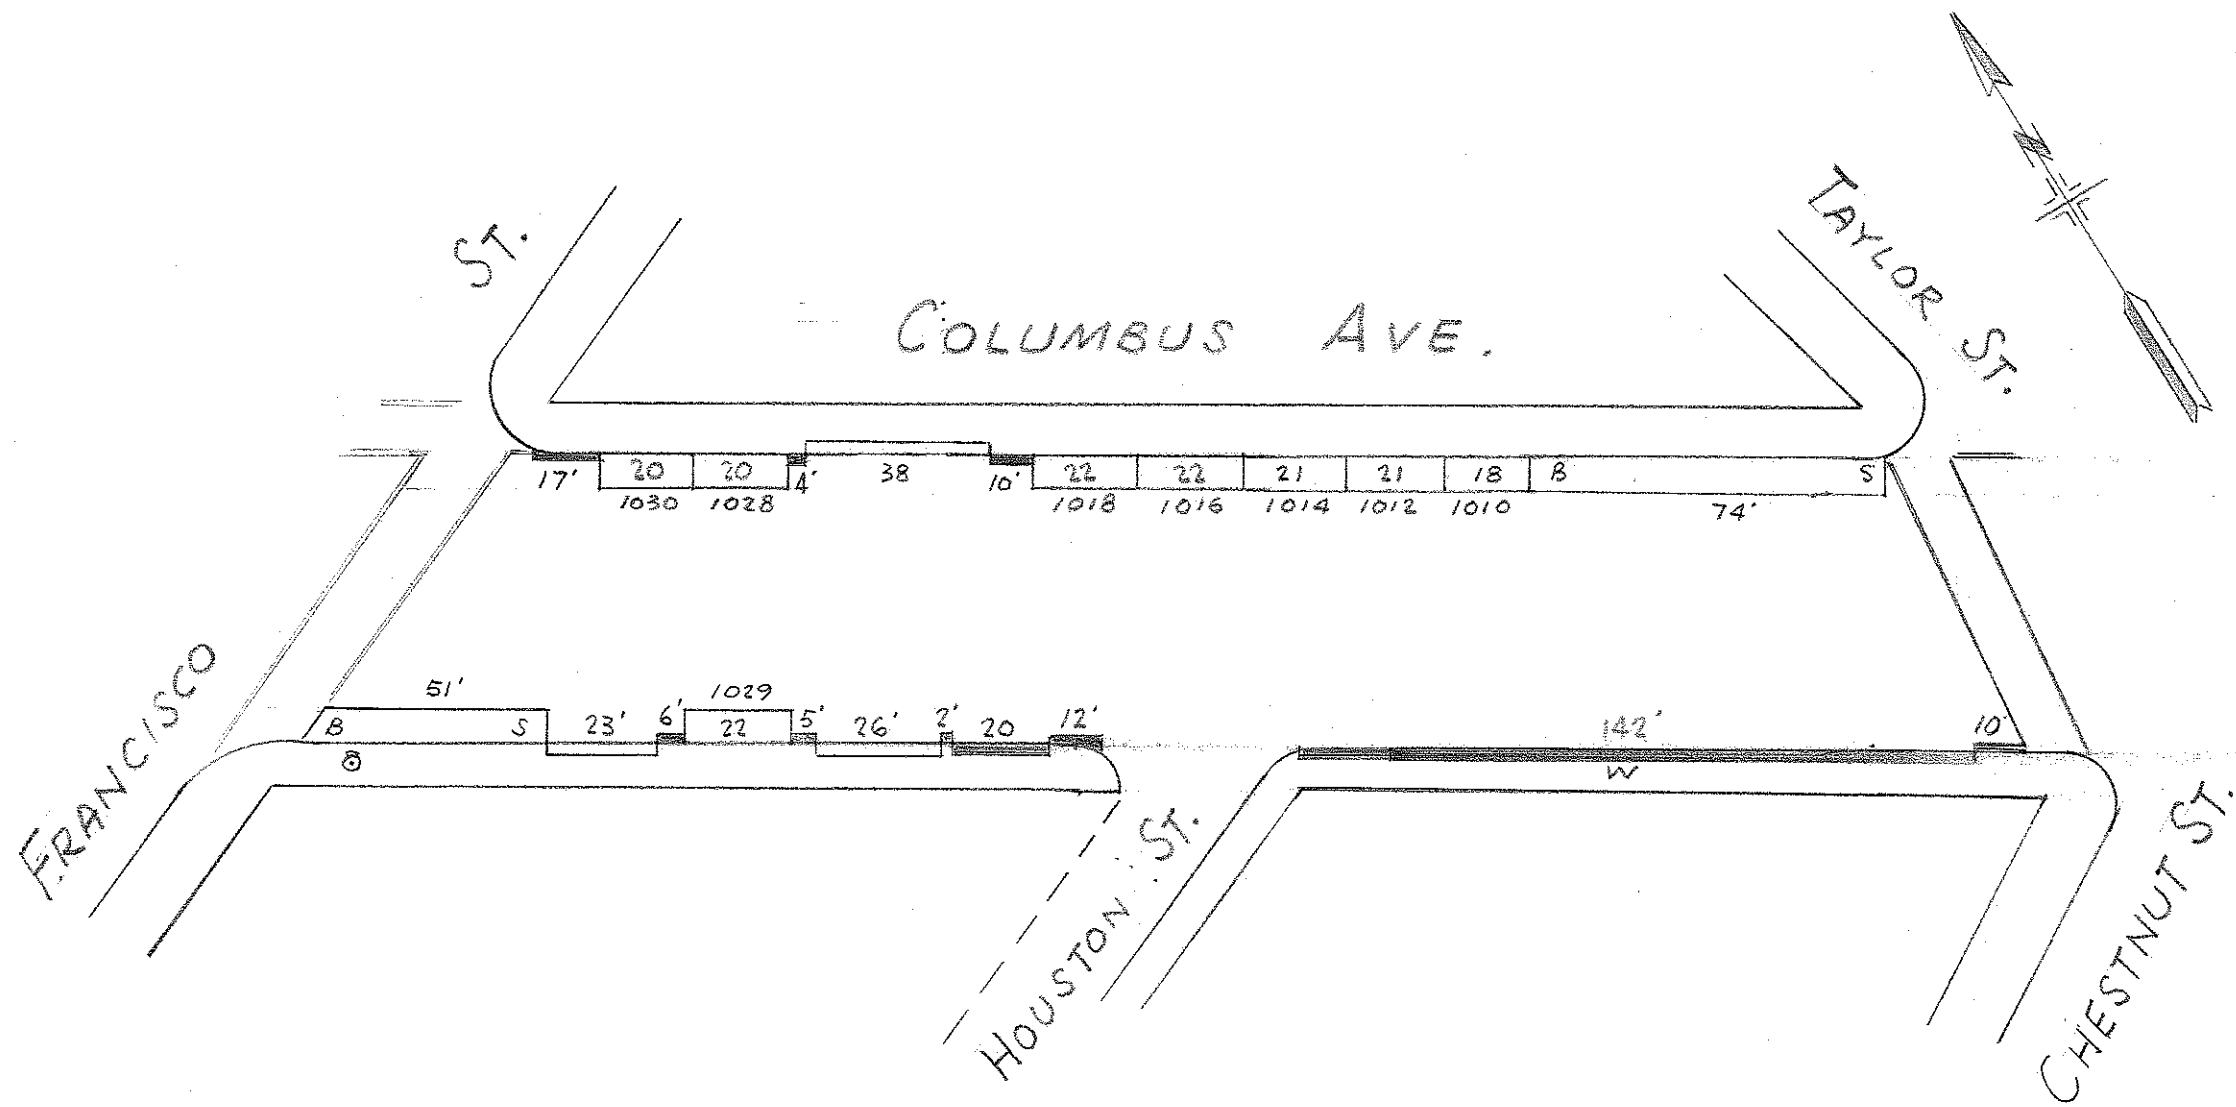 ST.
TAYLOR ST.
COLUMBUS AVE.
N
17' 20 20 4' 38 10' 22 22 21 21 18 B S
1030 1028 1018 1016 1014 1012 1010 74'
51' 1029
B S 23' 6' 22 5' 26' 2' 20 12' 142' 10'
W
FRANCISCO
HOUSTON ST.
CHESTNUT ST.